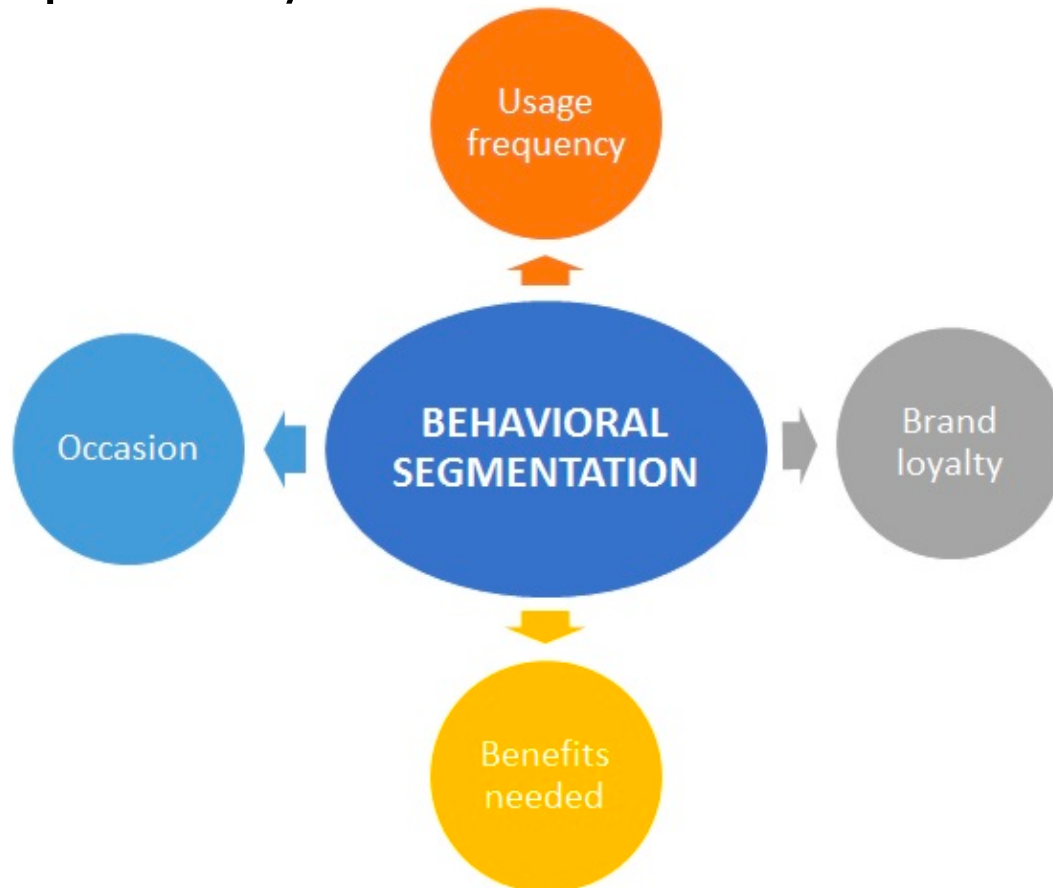 Usage
frequency
BEHAVIORAL
SEGMENTATION
Occasion
Brand
loyalty
Benefits
needed